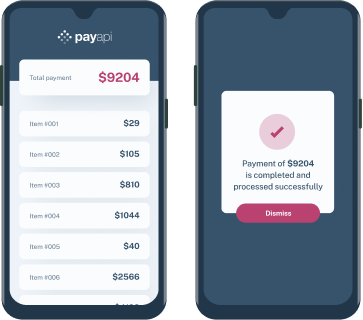 payapi
Total payment $9204
Item #001 $29
Item #002 $105
Item #003 $810
Item #004 $1044
Item #005 $40
Item #006 $2566
Payment of $9204
is completed and
processed successfully
Dismiss